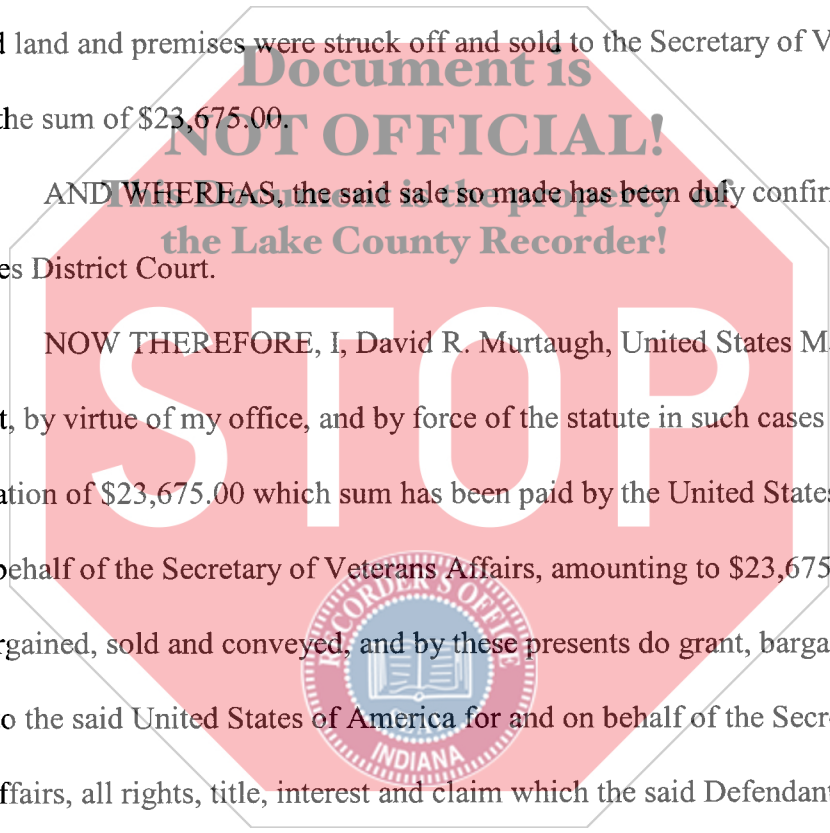 d land and premises were struck off and sold to the Secretary of V
Document is
the sum of $23,675.00.
NOT OFFICIAL!
AND WHEREAS, the said sale so made has been duly confir
This Document is the property of
the Lake County Recorder!
es District Court.
STOP
NOW THEREFORE, I, David R. Murtaugh, United States M
t, by virtue of my office, and by force of the statute in such cases
ation of $23,675.00 which sum has been paid by the United States
behalf of the Secretary of Veterans Affairs, amounting to $23,675
RECORDER'S OFFICE
rgained, sold and conveyed, and by these presents do grant, barga
o the said United States of America for and on behalf of the Secr
INDIANA
ffairs, all rights, title, interest and claim which the said Defendant